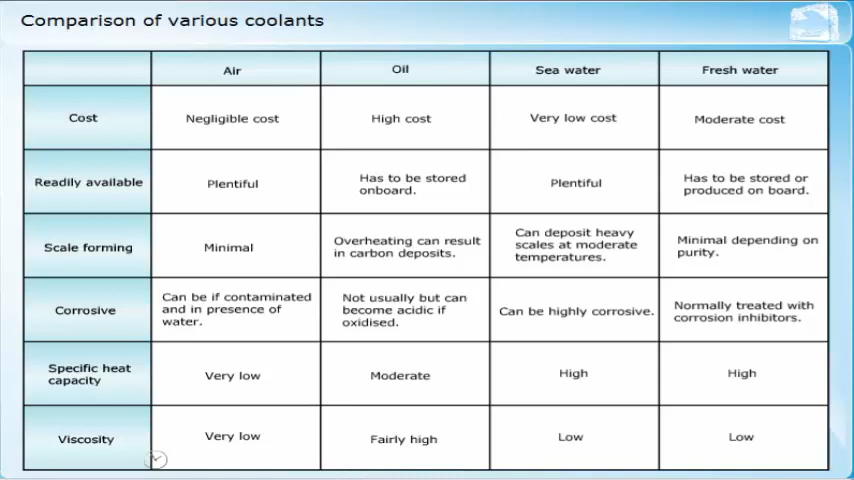 Comparison of various coolants
Air
Oil
Sea water
Fresh water
Cost
Negligible cost
High cost
Very low cost
Moderate cost
Readily available
Plentiful
Has to be stored
onboard.
Plentiful
Has to be stored or
produced on board.
Scale forming
Minimal
Overheating can result
in carbon deposits.
Can deposit heavy
scales at moderate
temperatures.
Minimal depending on
purity.
Corrosive
Can be if contaminated
and in presence of
water.
Not usually but can
become acidic if
oxidised.
Can be highly corrosive.
Normally treated with
corrosion inhibitors.
Specific heat
capacity
Very low
Moderate
High
High
Viscosity
Very low
Fairly high
Low
Low